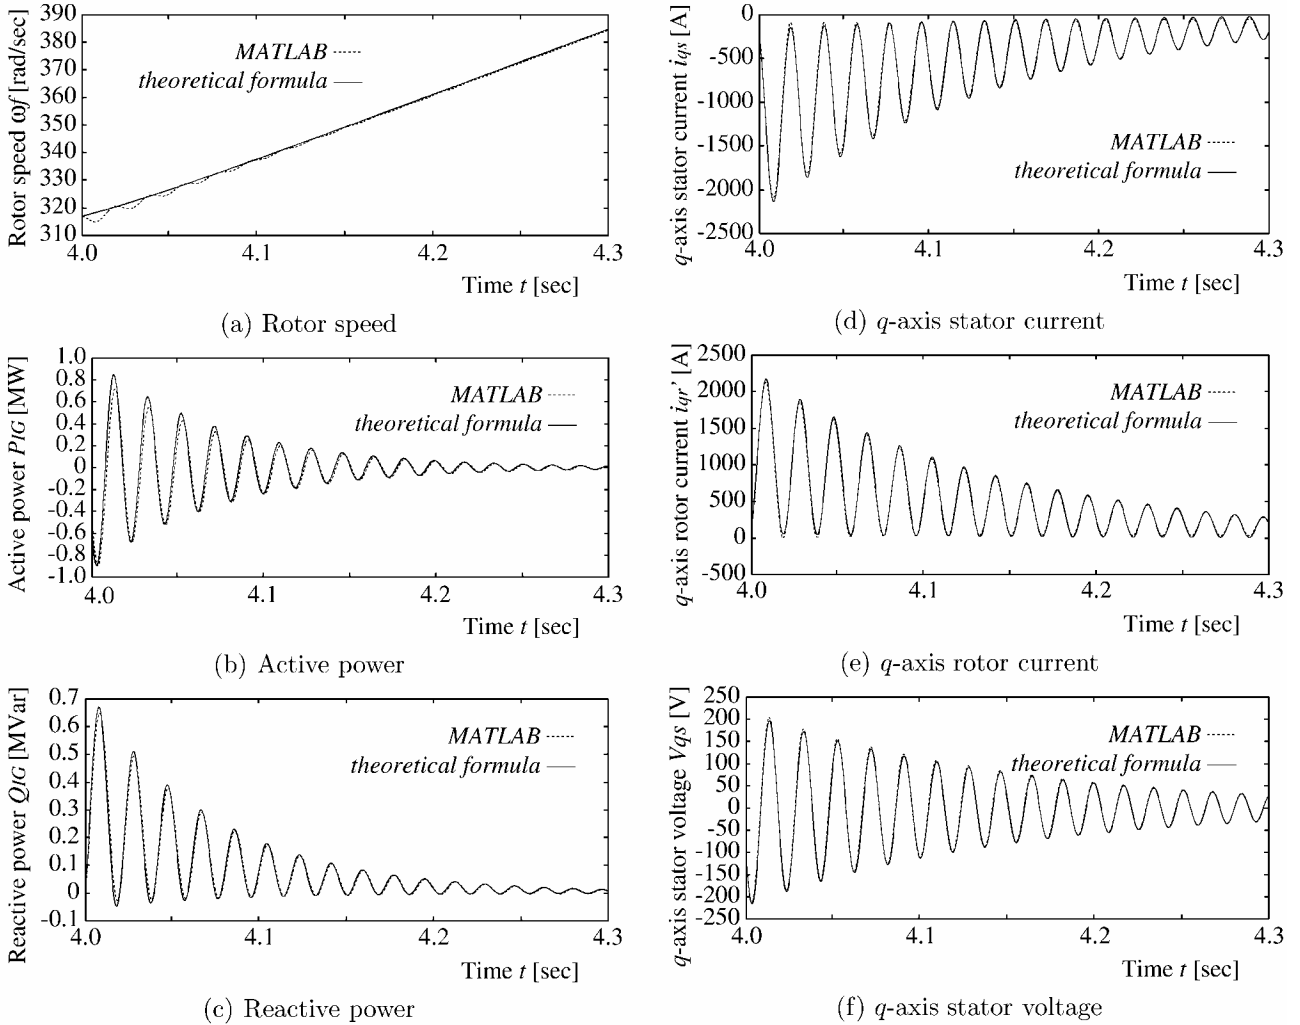 Rotor speed ωf [rad/sec]
390
380
370
360
350
340
330
320
310
MATLAB
theoretical formula
4.0
4.1
4.2
4.3
Time t [sec]
(a) Rotor speed
Active power PIG [MW]
1.0
0.8
0.6
0.4
0.2
0
-0.2
-0.4
-0.6
-0.8
-1.0
MATLAB
theoretical formula
4.0
4.1
4.2
4.3
Time t [sec]
(b) Active power
Reactive power QIG [MVar]
0.7
0.6
0.5
0.4
0.3
0.2
0.1
0
-0.1
MATLAB
theoretical formula
4.0
4.1
4.2
4.3
Time t [sec]
(c) Reactive power
q-axis stator current iqs [A]
0
-500
-1000
-1500
-2000
-2500
MATLAB
theoretical formula
4.0
4.1
4.2
4.3
Time t [sec]
(d) q-axis stator current
q-axis rotor current iqr' [A]
2500
2000
1500
1000
500
0
-500
MATLAB
theoretical formula
4.0
4.1
4.2
4.3
Time t [sec]
(e) q-axis rotor current
q-axis stator voltage Vqs [V]
250
200
150
100
50
0
-50
-100
-150
-200
-250
MATLAB
theoretical formula
4.0
4.1
4.2
4.3
Time t [sec]
(f) q-axis stator voltage